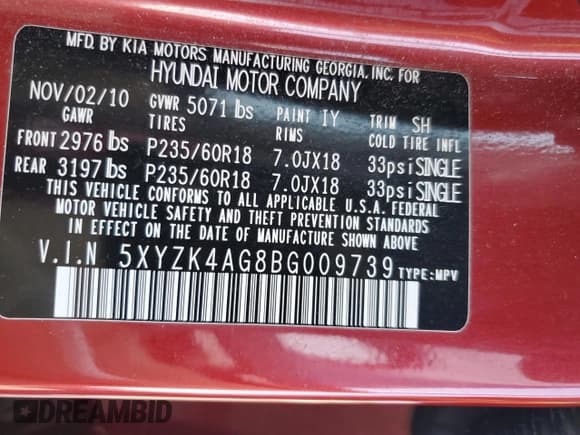 MFD. BY KIA MOTORS MANUFACTURING GEORGIA, INC. FOR
HYUNDAI MOTOR COMPANY
NOV/02/10 GVWR 5071 lbs PAINT IY TRIM SH
GAWR TIRES RIMS COLD TIRE INFL
FRONT 2976 lbs P235/60R18 7.0JX18 33psi SINGLE
REAR 3197 lbs P235/60R18 7.0JX18 33psi SINGLE
THIS VEHICLE CONFORMS TO ALL APPLICABLE U.S.A. FEDERAL
MOTOR VEHICLE SAFETY AND THEFT PREVENTION STANDARDS
IN EFFECT ON THE DATE OF MANUFACTURE SHOWN ABOVE.
V.I.N 5XYZK4AG8BG009739 TYPE:MPV
DREAMBID